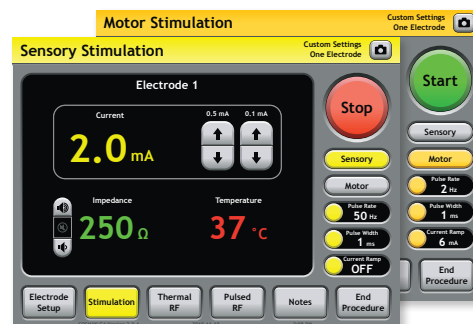 Motor Stimulation
Custom Settings
One Electrode
Sensory Stimulation
Custom Settings
One Electrode
Electrode 1
Current
0.5 mA
0.1 mA
2.0 mA
Impedance
Temperature
250 Ω
37 °C
Stop
Sensory
Motor
Pulse Rate
50 Hz
Pulse Width
1 ms
Current Ramp
OFF
Electrode
Setup
Stimulation
Thermal
RF
Pulsed
RF
Notes
End
Procedure
Start
Sensory
Motor
Pulse Rate
2 Hz
Pulse Width
1 ms
Current Ramp
6 mA
End
Procedure